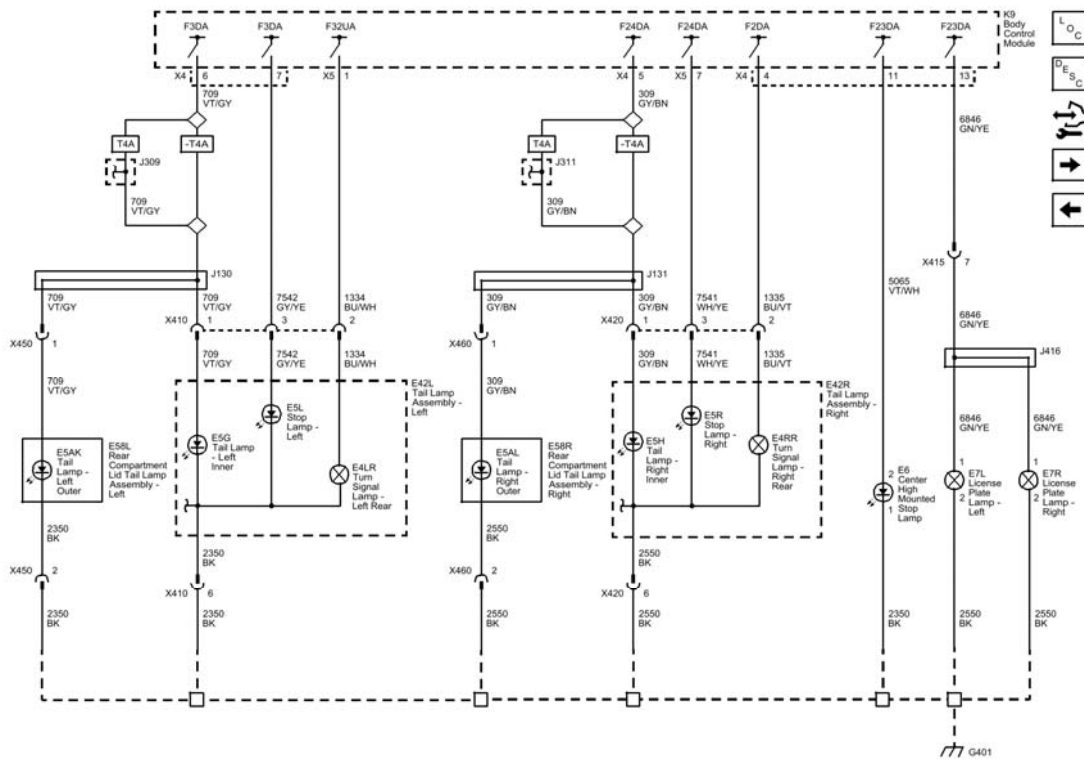 F3DA F3DA F32UA F24DA F24DA F2DA F23DA F23DA
K9
Body
Control
Module
LOC
DESC
X4 6 7 X5 1 X4 5 X5 7 X4 4 11 13
709
VT/GY
309
GY/BN
6846
GN/YE
T4A -T4A T4A -T4A
J309 J311
709
VT/GY
309
GY/BN
X415 7
J130 J131
5065
VT/WH
709
VT/GY
709
VT/GY
7542
GY/YE
1334
BU/WH
309
GY/BN
309
GY/BN
7541
WH/YE
1335
BU/VT
6846
GN/YE
X410 1 3 2 X420 1 3 2
X450 1 X460 1
J416
709
VT/GY
709
VT/GY
7542
GY/YE
1334
BU/WH
309
GY/BN
309
GY/BN
7541
WH/YE
1335
BU/VT
E42L
Tail Lamp
Assembly -
Left
E42R
Tail Lamp
Assembly -
Right
E5L
Stop
Lamp -
Left
E5R
Stop
Lamp -
Right
6846
GN/YE
6846
GN/YE
E5AK
Tail
Lamp -
Left
Outer
E58L
Rear
Compartment
Lid Tail Lamp
Assembly -
Left
E5G
Tail Lamp
- Left
Inner
E4LR
Turn
Signal
Lamp -
Left Rear
E5AL
Tail
Lamp -
Right
Outer
E58R
Rear
Compartment
Lid Tail Lamp
Assembly -
Right
E5H
Tail
Lamp -
Right
Inner
E4RR
Turn
Signal
Lamp -
Right
Rear
2
1
E6
Center
High
Mounted
Stop
Lamp
1
2
E7L
License
Plate
Lamp -
Left
1
2
E7R
License
Plate
Lamp -
Right
2350
BK
2350
BK
2550
BK
2550
BK
X450 2 X410 6 X460 2 X420 6
2350
BK
2350
BK
2550
BK
2550
BK
2350
BK
2550
BK
2550
BK
G401